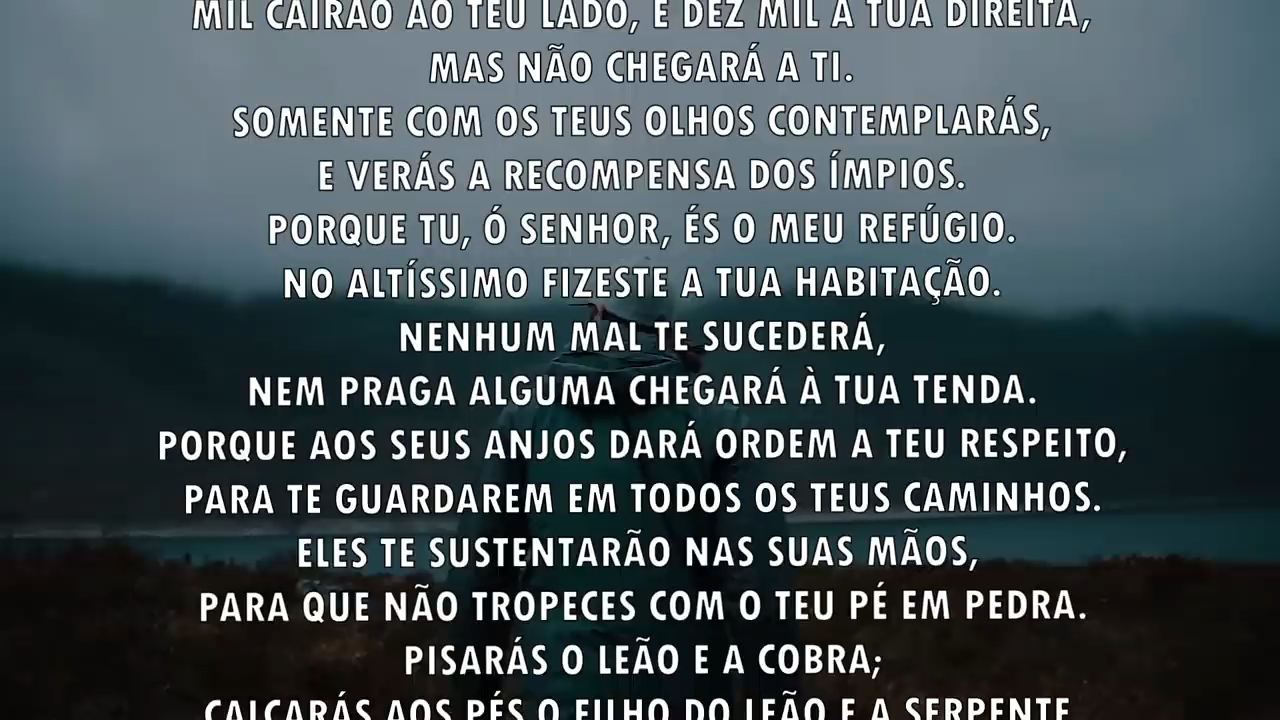 MIL CAIRÃO AO TEU LADO, E DEZ MIL À TUA DIREITA,
MAS NÃO CHEGARÁ A TI.
SOMENTE COM OS TEUS OLHOS CONTEMPLARÁS,
E VERÁS A RECOMPENSA DOS ÍMPIOS.
PORQUE TU, Ó SENHOR, ÉS O MEU REFÚGIO.
NO ALTÍSSIMO FIZESTE A TUA HABITAÇÃO.
NENHUM MAL TE SUCEDERÁ,
NEM PRAGA ALGUMA CHEGARÁ À TUA TENDA.
PORQUE AOS SEUS ANJOS DARÁ ORDEM A TEU RESPEITO,
PARA TE GUARDAREM EM TODOS OS TEUS CAMINHOS.
ELES TE SUSTENTARÃO NAS SUAS MÃOS,
PARA QUE NÃO TROPECES COM O TEU PÉ EM PEDRA.
PISARÁS O LEÃO E A COBRA;
CALCARÁS AOS PÉS O FILHO DO LEÃO E A SERPENTE